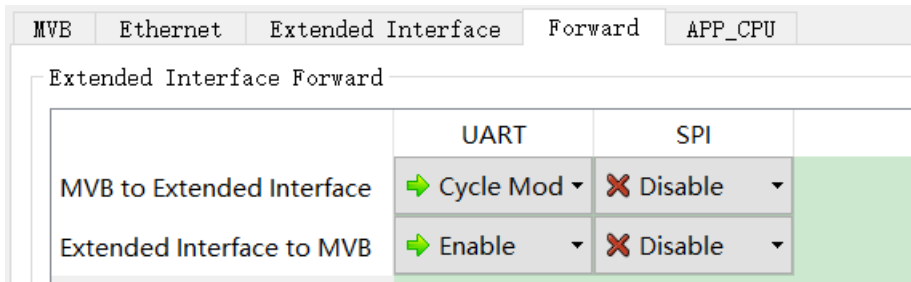 MVB Ethernet Extended Interface Forward APP_CPU
Extended Interface Forward
UART SPI
MVB to Extended Interface Cycle Mod Disable
Extended Interface to MVB Enable Disable